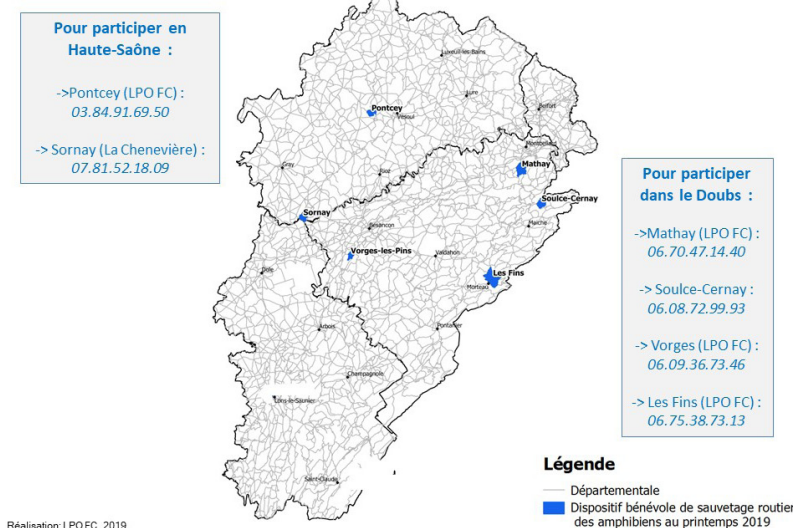 Pour participer en
Haute-Saône :
->Pontcey (LPO FC) :
03.84.91.69.50
-> Sornay (La Chenevière) :
07.81.52.18.09
Luxeuil-les-Bains
Lure
Belfort
Pontcey
Vesoul
Montbéliard
Mathay
Gray
Rioz
Soulce-Cernay
Sornay
Maîche
Besançon
Vorges-les-Pins
Valdahon
Dole
Les Fins
Morteau
Pontarlier
Arbois
Champagnole
Lons-le-Saunier
Saint-Claude
Pour participer
dans le Doubs :
->Mathay (LPO FC) :
06.70.47.14.40
-> Soulce-Cernay :
06.08.72.99.93
-> Vorges (LPO FC) :
06.09.36.73.46
-> Les Fins (LPO FC) :
06.75.38.73.13
Légende
Départementale
Dispositif bénévole de sauvetage routier
des amphibiens au printemps 2019
Réalisation: LPO FC, 2019